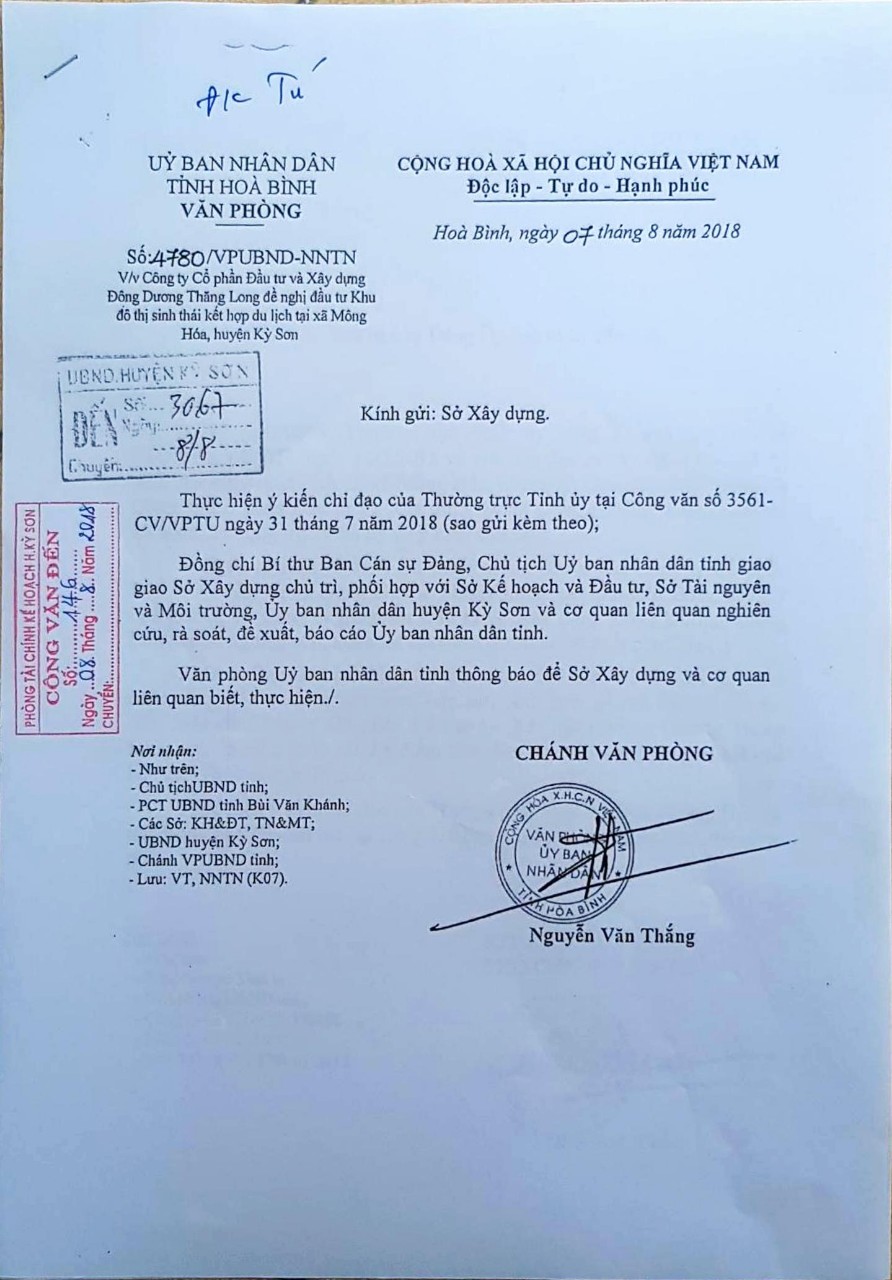 Đ/c Tú
UỶ BAN NHÂN DÂN
TỈNH HOÀ BÌNH
VĂN PHÒNG
CỘNG HOÀ XÃ HỘI CHỦ NGHĨA VIỆT NAM
Độc lập - Tự do - Hạnh phúc
Hoà Bình, ngày 07 tháng 8 năm 2018
Số:4780/VPUBND-NNTN
V/v Công ty Cổ phần Đầu tư và Xây dựng
Đông Dương Thăng Long đề nghị đầu tư Khu
đô thị sinh thái kết hợp du lịch tại xã Mông
Hóa, huyện Kỳ Sơn
UBND.HUYỆN KỲ SƠN
ĐẾN
Số:... 3067
Ngày:... 8/8
Chuyển:...
Kính gửi: Sở Xây dựng.
PHÒNG TÀI CHÍNH KẾ HOẠCH H.KỲ SƠN
CÔNG VĂN ĐẾN
Số:.........146.......
Ngày ..08. Tháng ...8. Năm 2018
CHUYỂN:..........
Thực hiện ý kiến chỉ đạo của Thường trực Tỉnh ủy tại Công văn số 3561-
CV/VPTU ngày 31 tháng 7 năm 2018 (sao gửi kèm theo);
Đồng chí Bí thư Ban Cán sự Đảng, Chủ tịch Uỷ ban nhân dân tỉnh giao
giao Sở Xây dựng chủ trì, phối hợp với Sở Kế hoạch và Đầu tư, Sở Tài nguyên
và Môi trường, Ủy ban nhân dân huyện Kỳ Sơn và cơ quan liên quan nghiên
cứu, rà soát, đề xuất, báo cáo Ủy ban nhân dân tỉnh.
Văn phòng Uỷ ban nhân dân tỉnh thông báo để Sở Xây dựng và cơ quan
liên quan biết, thực hiện./.
Nơi nhận:
- Như trên;
- Chủ tịchUBND tỉnh;
- PCT UBND tỉnh Bùi Văn Khánh;
- Các Sở: KH&ĐT, TN&MT;
- UBND huyện Kỳ Sơn;
- Chánh VPUBND tỉnh;
- Lưu: VT, NNTN (K07).
CHÁNH VĂN PHÒNG
CỘNG HÒA X.H.C.N VIỆT NAM
VĂN PHÒNG
ỦY BAN
NHÂN DÂN
TỈNH HÒA BÌNH
Nguyễn Văn Thắng